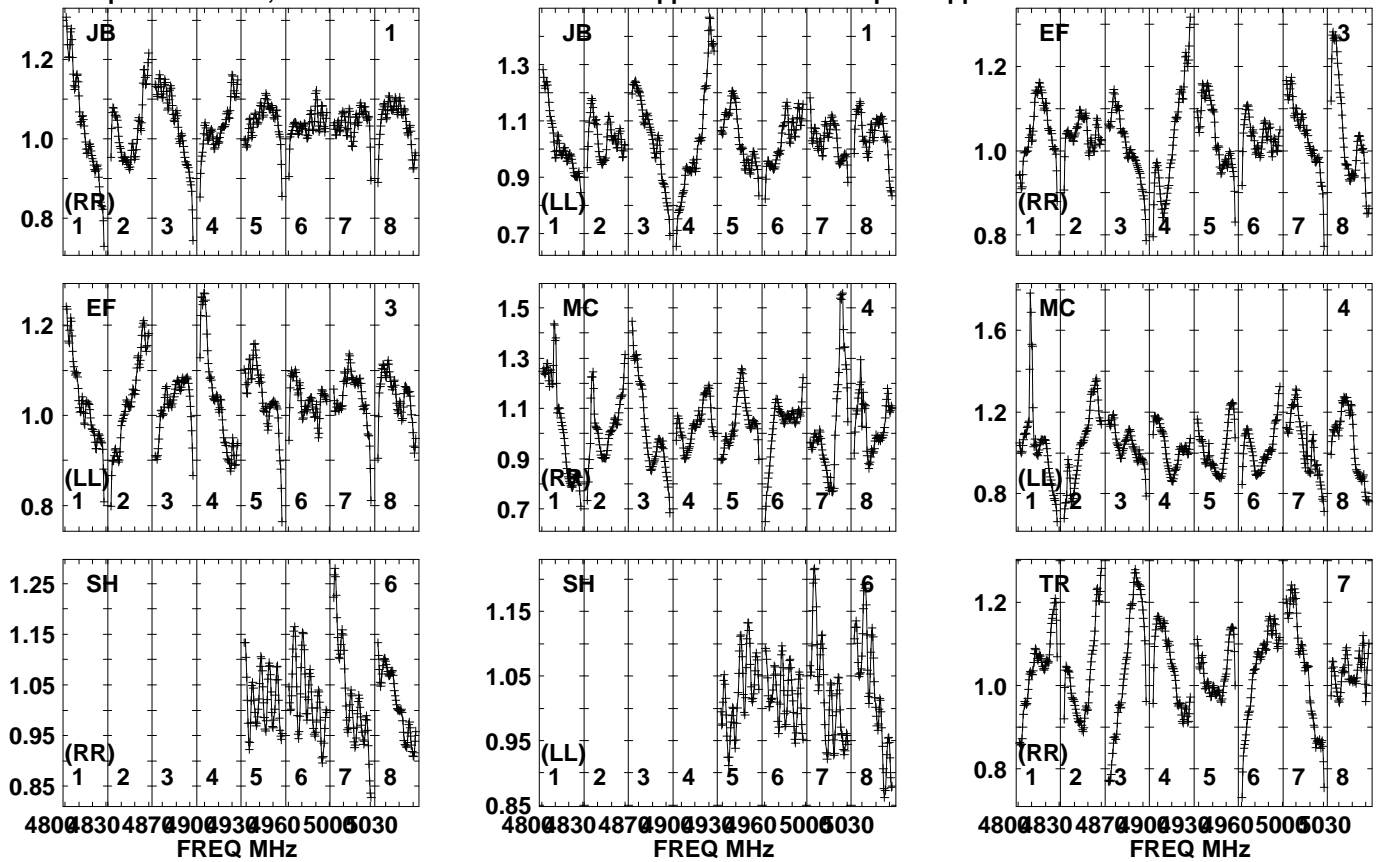 JB 1
1.2
1.0
0.8
(RR)
1 2 3 4 5 6 7 8
JB 1
1.3
1.1
0.9
0.7
(LL)
1 2 3 4 5 6 7 8
EF 3
1.2
1.0
0.8
(RR)
1 2 3 4 5 6 7 8
EF 3
1.2
1.0
0.8
(LL)
1 2 3 4 5 6 7 8
MC 4
1.5
1.3
1.1
0.9
0.7
(RR)
1 2 3 4 5 6 7 8
MC 4
1.6
1.2
0.8
(LL)
1 2 3 4 5 6 7 8
SH 6
1.25
1.15
1.05
0.95
0.85
(RR)
1 2 3 4 5 6 7 8
4800 4830 4870 4900 4930 4960 5000 5030
FREQ MHz
SH 6
1.15
1.05
0.95
0.85
(LL)
1 2 3 4 5 6 7 8
4800 4830 4870 4900 4930 4960 5000 5030
FREQ MHz
TR 7
1.2
1.0
0.8
(RR)
1 2 3 4 5 6 7 8
4800 4830 4870 4900 4930 4960 5000 5030
FREQ MHz